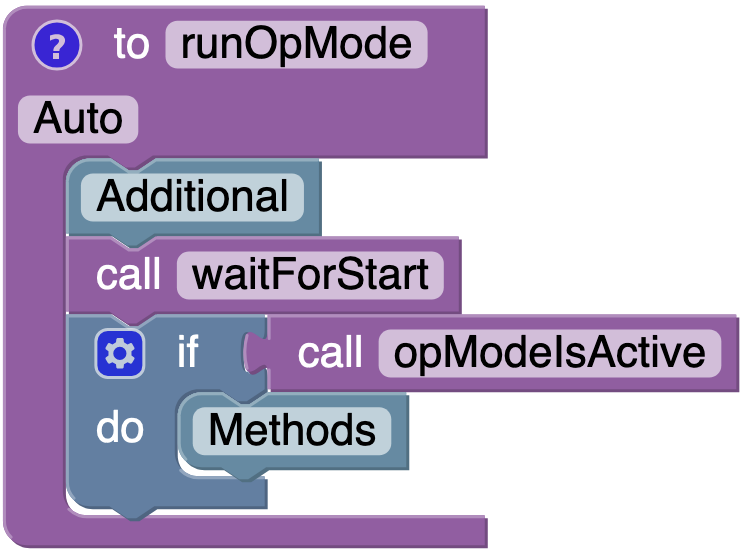 ? to runOpMode
Auto
Additional
call waitForStart
if call opModeIsActive
do Methods